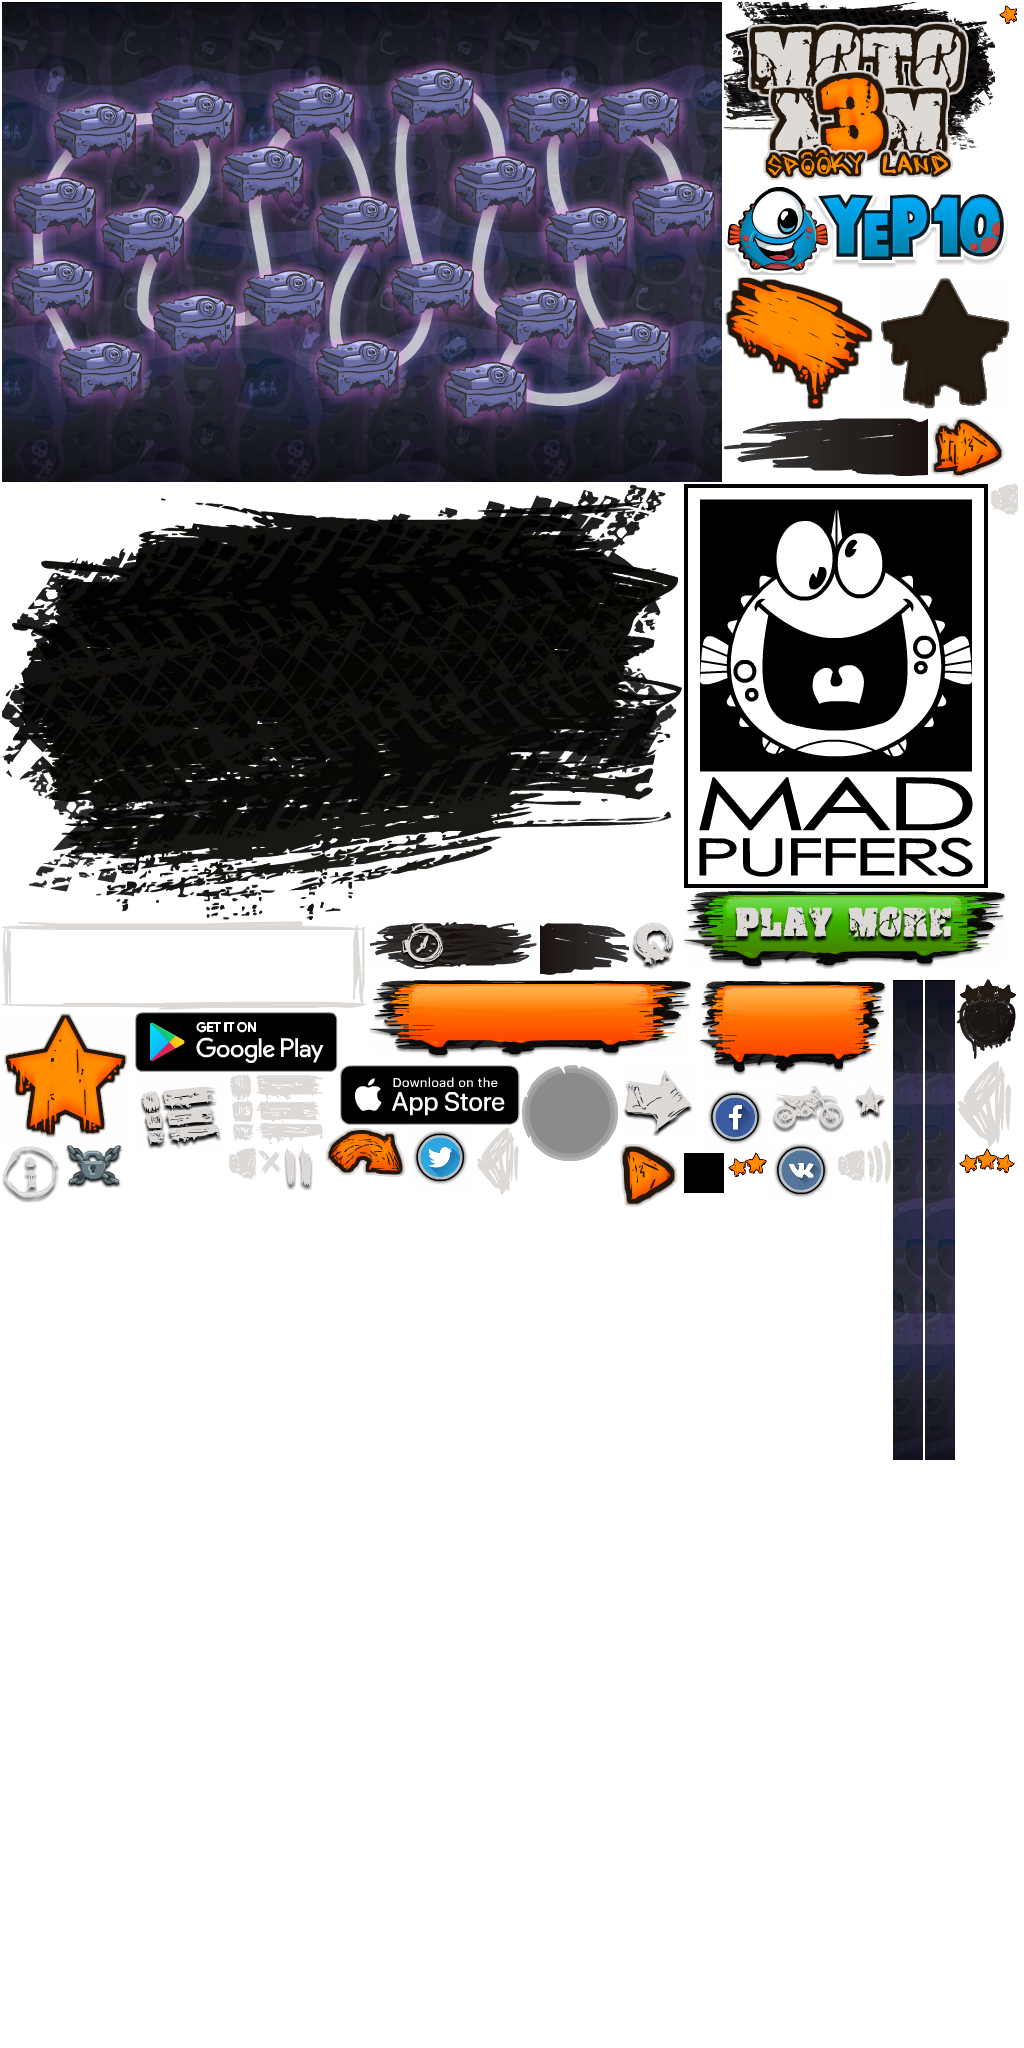 MOTO
X3M
SPOOKY LAND
YEP10
MAD
PUFFERS
PLAY MORE
GET IT ON
Google Play
Download on the
App Store